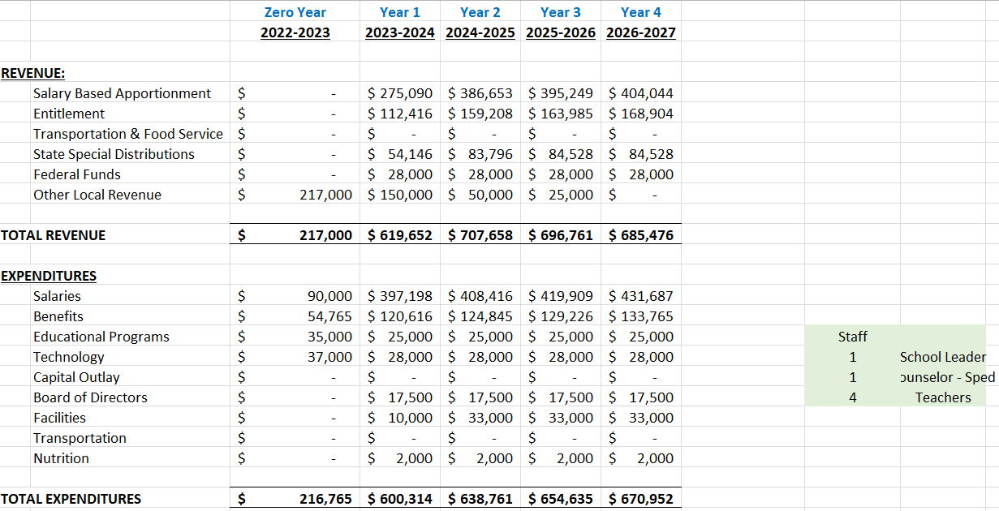 Zero Year Year 1 Year 2 Year 3 Year 4
2022-2023 2023-2024 2024-2025 2025-2026 2026-2027
REVENUE:
Salary Based Apportionment $ - $ 275,090 $ 386,653 $ 395,249 $ 404,044
Entitlement $ - $ 112,416 $ 159,208 $ 163,985 $ 168,904
Transportation & Food Service $ - $ - $ - $ - $ -
State Special Distributions $ - $ 54,146 $ 83,796 $ 84,528 $ 84,528
Federal Funds $ - $ 28,000 $ 28,000 $ 28,000 $ 28,000
Other Local Revenue $ 217,000 $ 150,000 $ 50,000 $ 25,000 $ -
TOTAL REVENUE $ 217,000 $ 619,652 $ 707,658 $ 696,761 $ 685,476
EXPENDITURES
Salaries $ 90,000 $ 397,198 $ 408,416 $ 419,909 $ 431,687
Benefits $ 54,765 $ 120,616 $ 124,845 $ 129,226 $ 133,765
Educational Programs $ 35,000 $ 25,000 $ 25,000 $ 25,000 $ 25,000 Staff
Technology $ 37,000 $ 28,000 $ 28,000 $ 28,000 $ 28,000 1 School Leader
Capital Outlay $ - $ - $ - $ - $ - 1 ounselor - Sped
Board of Directors $ - $ 17,500 $ 17,500 $ 17,500 $ 17,500 4 Teachers
Facilities $ - $ 10,000 $ 33,000 $ 33,000 $ 33,000
Transportation $ - $ - $ - $ - $ -
Nutrition $ - $ 2,000 $ 2,000 $ 2,000 $ 2,000
TOTAL EXPENDITURES $ 216,765 $ 600,314 $ 638,761 $ 654,635 $ 670,952